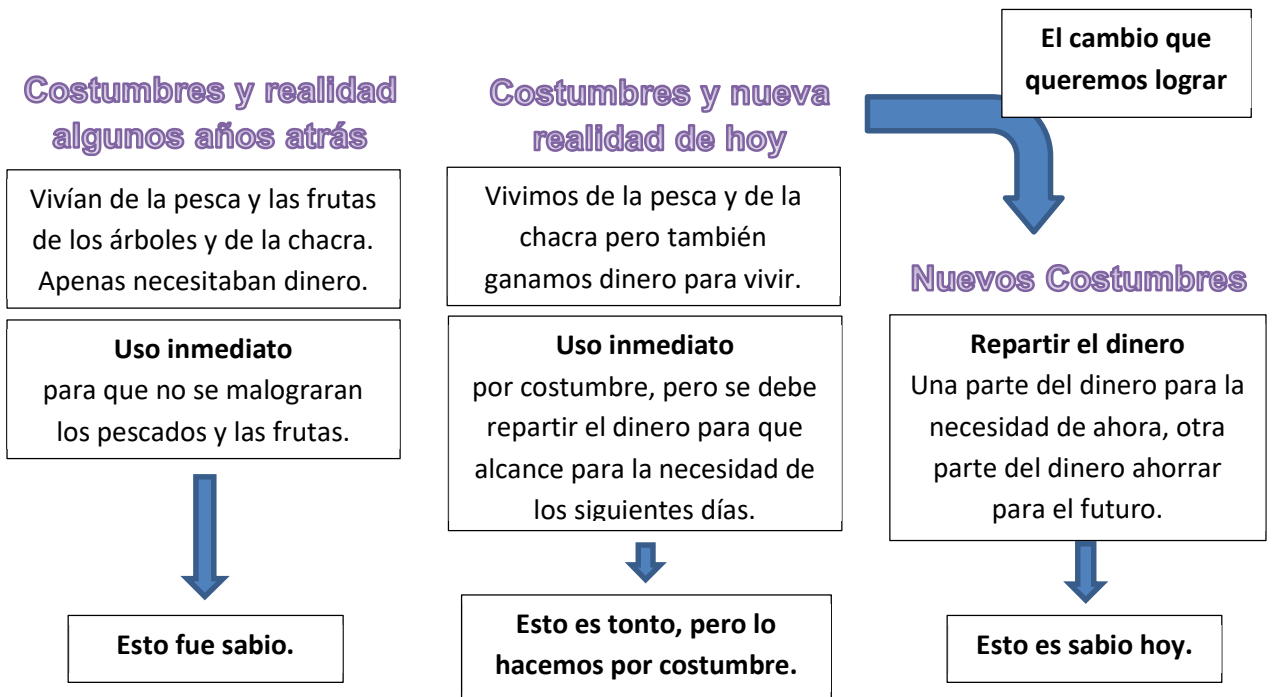 Costumbres y realidad
algunos años atrás
Vivían de la pesca y las frutas
de los árboles y de la chacra.
Apenas necesitaban dinero.
Uso inmediato
para que no se malograran
los pescados y las frutas.
Esto fue sabio.
Costumbres y nueva
realidad de hoy
Vivimos de la pesca y de la
chacra pero también
ganamos dinero para vivir.
Uso inmediato
por costumbre, pero se debe
repartir el dinero para que
alcance para la necesidad de
los siguientes días.
Esto es tonto, pero lo
hacemos por costumbre.
El cambio que
queremos lograr
Nuevos Costumbres
Repartir el dinero
Una parte del dinero para la
necesidad de ahora, otra
parte del dinero ahorrar
para el futuro.
Esto es sabio hoy.